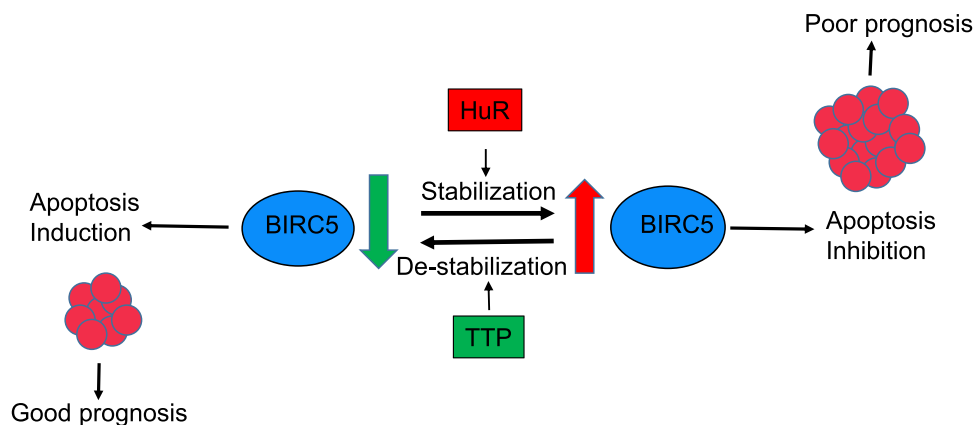 Poor prognosis
HuR
Stabilization
Apoptosis
Induction
BIRC5
BIRC5
Apoptosis
Inhibition
De-stabilization
TTP
Good prognosis